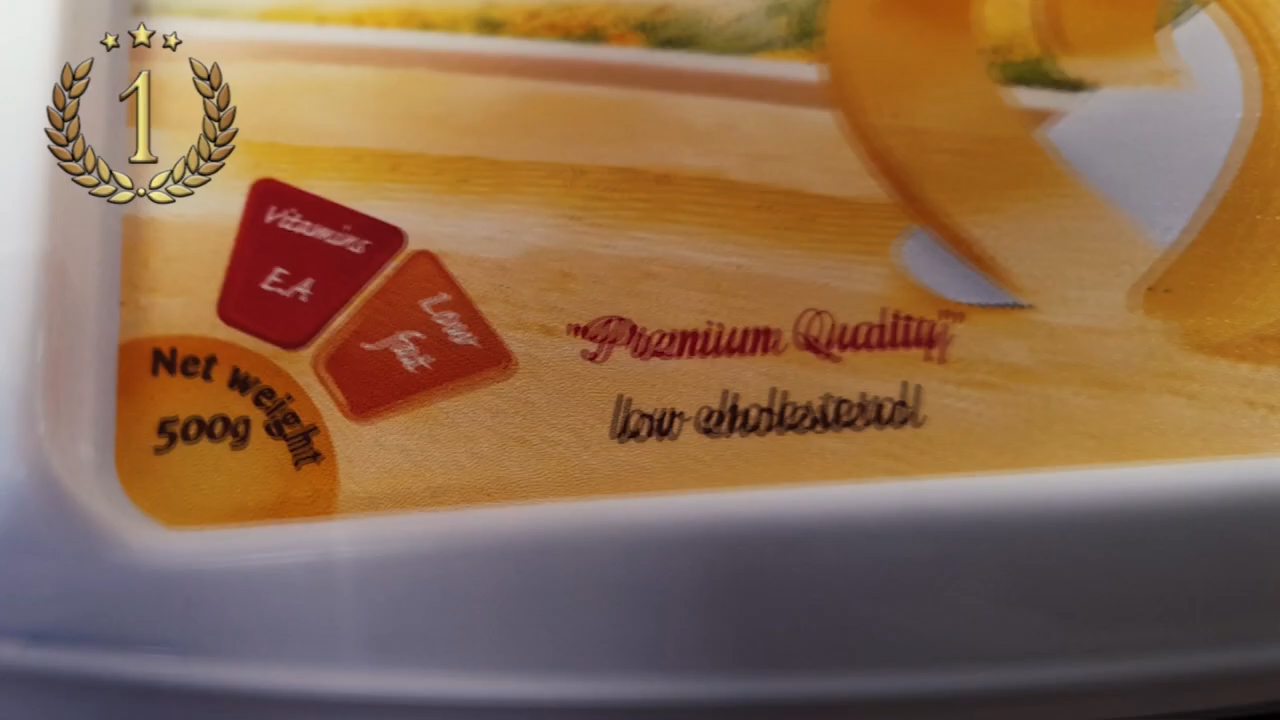 1
Vitamins
E.A
Low
fat
Net weight
500g
"Premium Quality"
low cholesterol